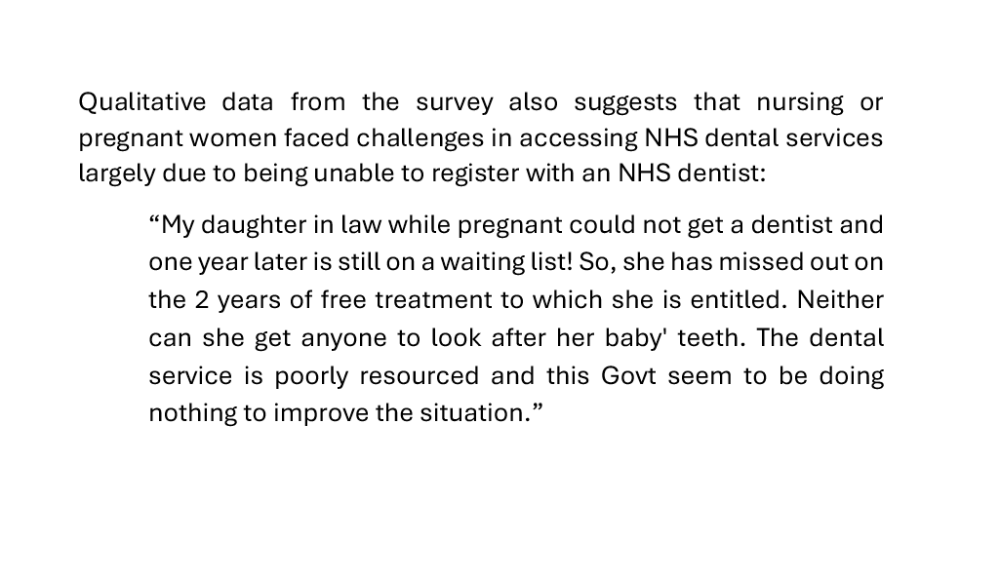 Qualitative data from the survey also suggests that nursing or
pregnant women faced challenges in accessing NHS dental services
largely due to being unable to register with an NHS dentist:
“My daughter in law while pregnant could not get a dentist and
one year later is still on a waiting list! So, she has missed out on
the 2 years of free treatment to which she is entitled. Neither
can she get anyone to look after her baby' teeth. The dental
service is poorly resourced and this Govt seem to be doing
nothing to improve the situation.”